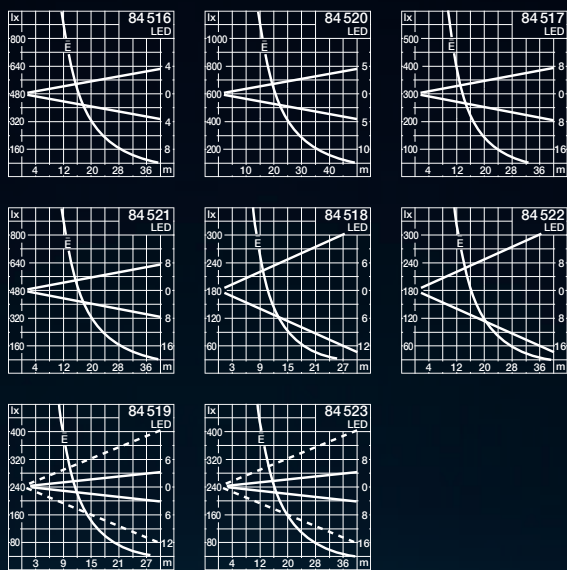 lx 84 516
LED
800
E
640 4
480 0
320 4
160 8
4 12 20 28 36 m
lx 84 520
LED
1000
E
800 5
600 0
400 5
200 10
10 20 30 40 m
lx 84 517
LED
500
E
400 8
300 0
200 8
100 16
4 12 20 28 36 m
lx 84 521
LED
800
E
640 8
480 0
320 8
160 16
4 12 20 28 36 m
lx 84 518
LED
300
E
240 6
180 0
120 6
60 12
3 9 15 21 27 m
lx 84 522
LED
300
E
240 8
180 0
120 8
60 16
4 12 20 28 36 m
lx 84 519
LED
400
E
320 6
240 0
160 6
80 12
3 9 15 21 27 m
lx 84 523
LED
400
E
320 8
240 0
160 8
80 16
4 12 20 28 36 m